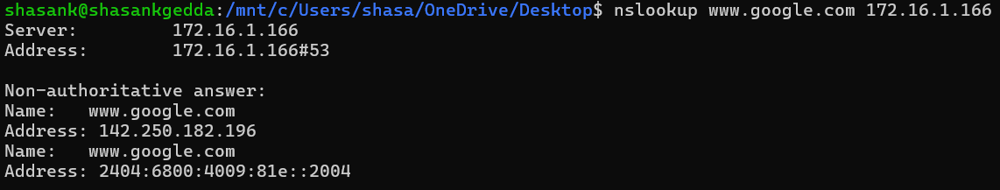 shasank@shasankgedda:/mnt/c/Users/shasa/OneDrive/Desktop$ nslookup www.google.com 172.16.1.166
Server:         172.16.1.166
Address:        172.16.1.166#53

Non-authoritative answer:
Name:   www.google.com
Address: 142.250.182.196
Name:   www.google.com
Address: 2404:6800:4009:81e::2004